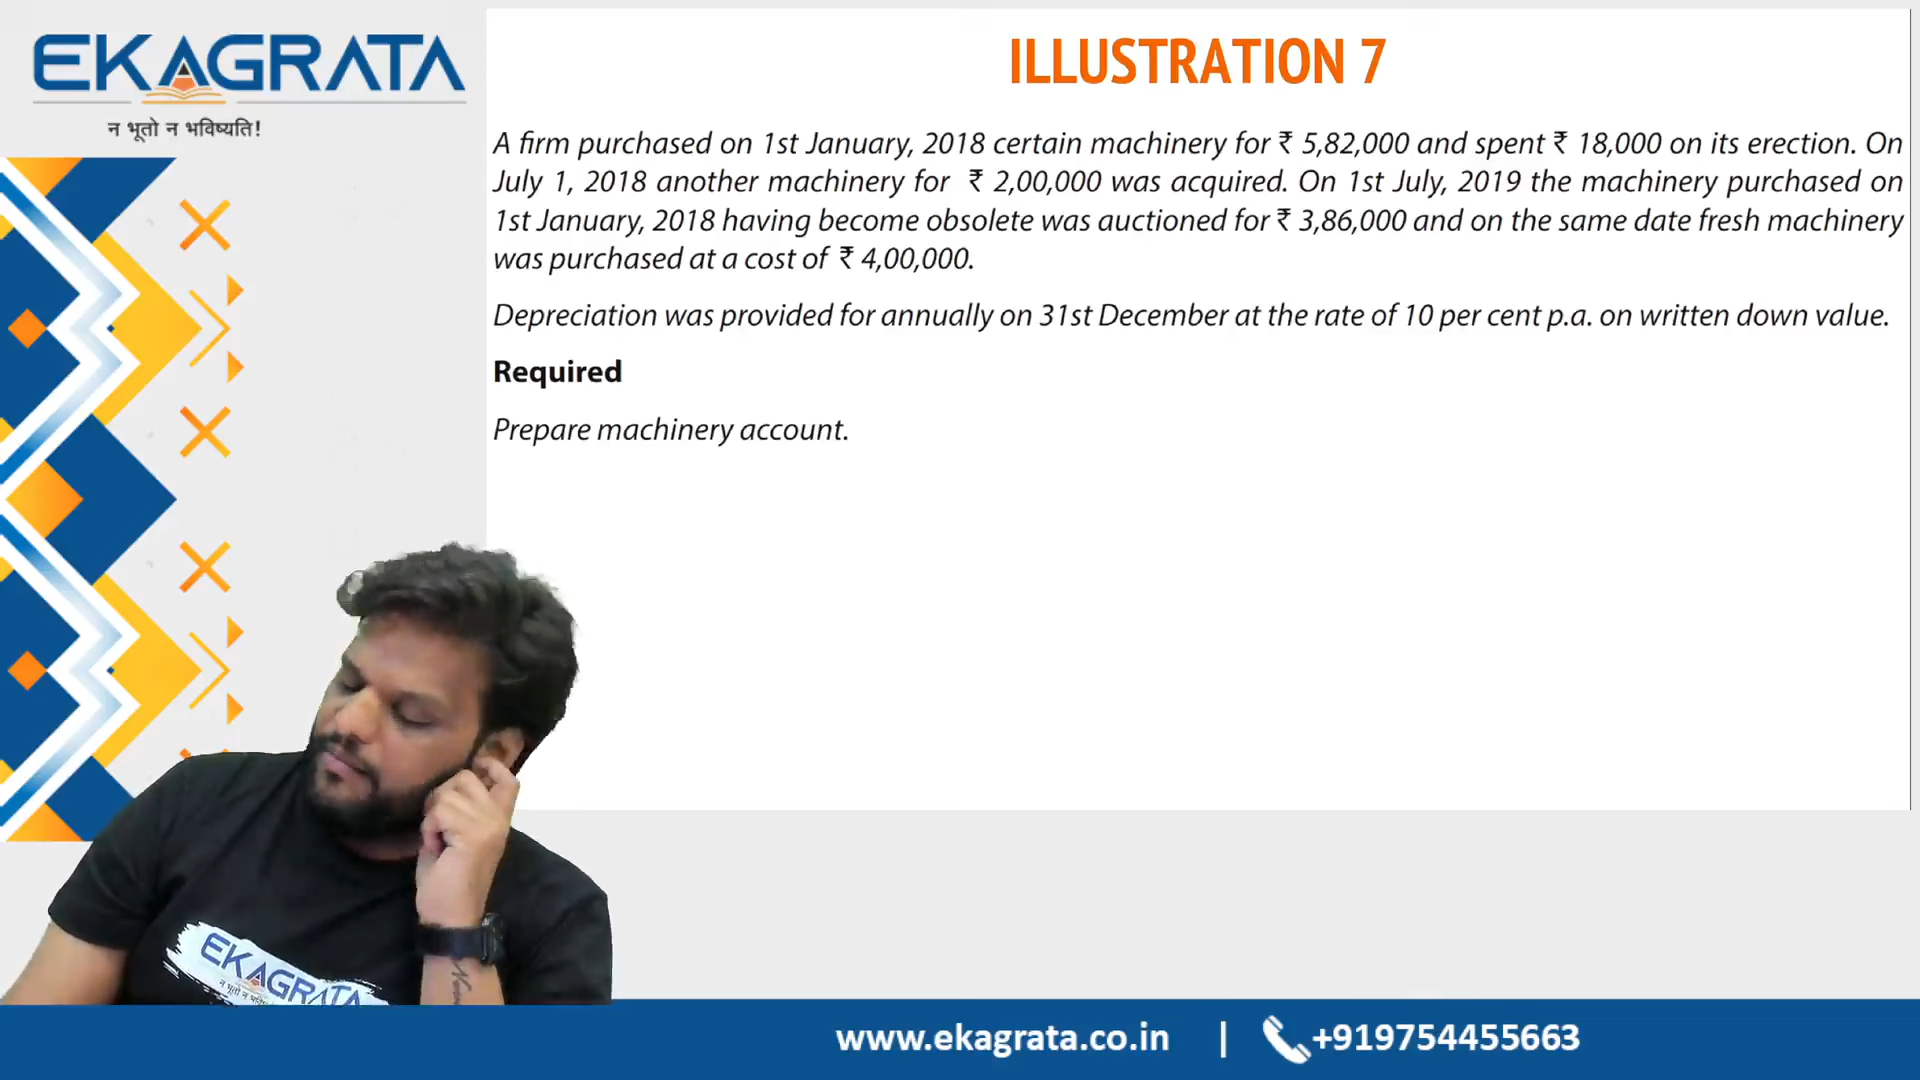 EKAGRATA
न भूतो न भविष्यति!
ILLUSTRATION 7
A firm purchased on 1st January, 2018 certain machinery for ₹ 5,82,000 and spent ₹ 18,000 on its erection. On
July 1, 2018 another machinery for ₹ 2,00,000 was acquired. On 1st July, 2019 the machinery purchased on
1st January, 2018 having become obsolete was auctioned for ₹ 3,86,000 and on the same date fresh machinery
was purchased at a cost of ₹ 4,00,000.
Depreciation was provided for annually on 31st December at the rate of 10 per cent p.a. on written down value.
Required
Prepare machinery account.
EKAGRATA
www.ekagrata.co.in | +919754455663